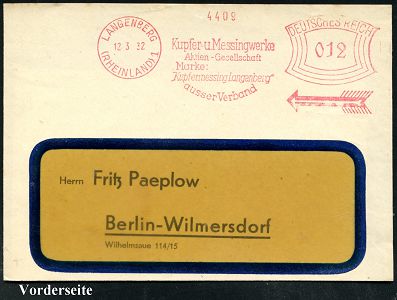 4409
LANGENBERG
(RHEINLAND) 1
12 3 32
Kupfer u. Messingwerke
Aktien - Gesellschaft
Marke:
"Kupfermessing Langenberg"
ausser Verband
DEUTSCHES REICH
012
Herrn Fritz Paeplow
Berlin-Wilmersdorf
Wilhelmsaue 114/15
Vorderseite